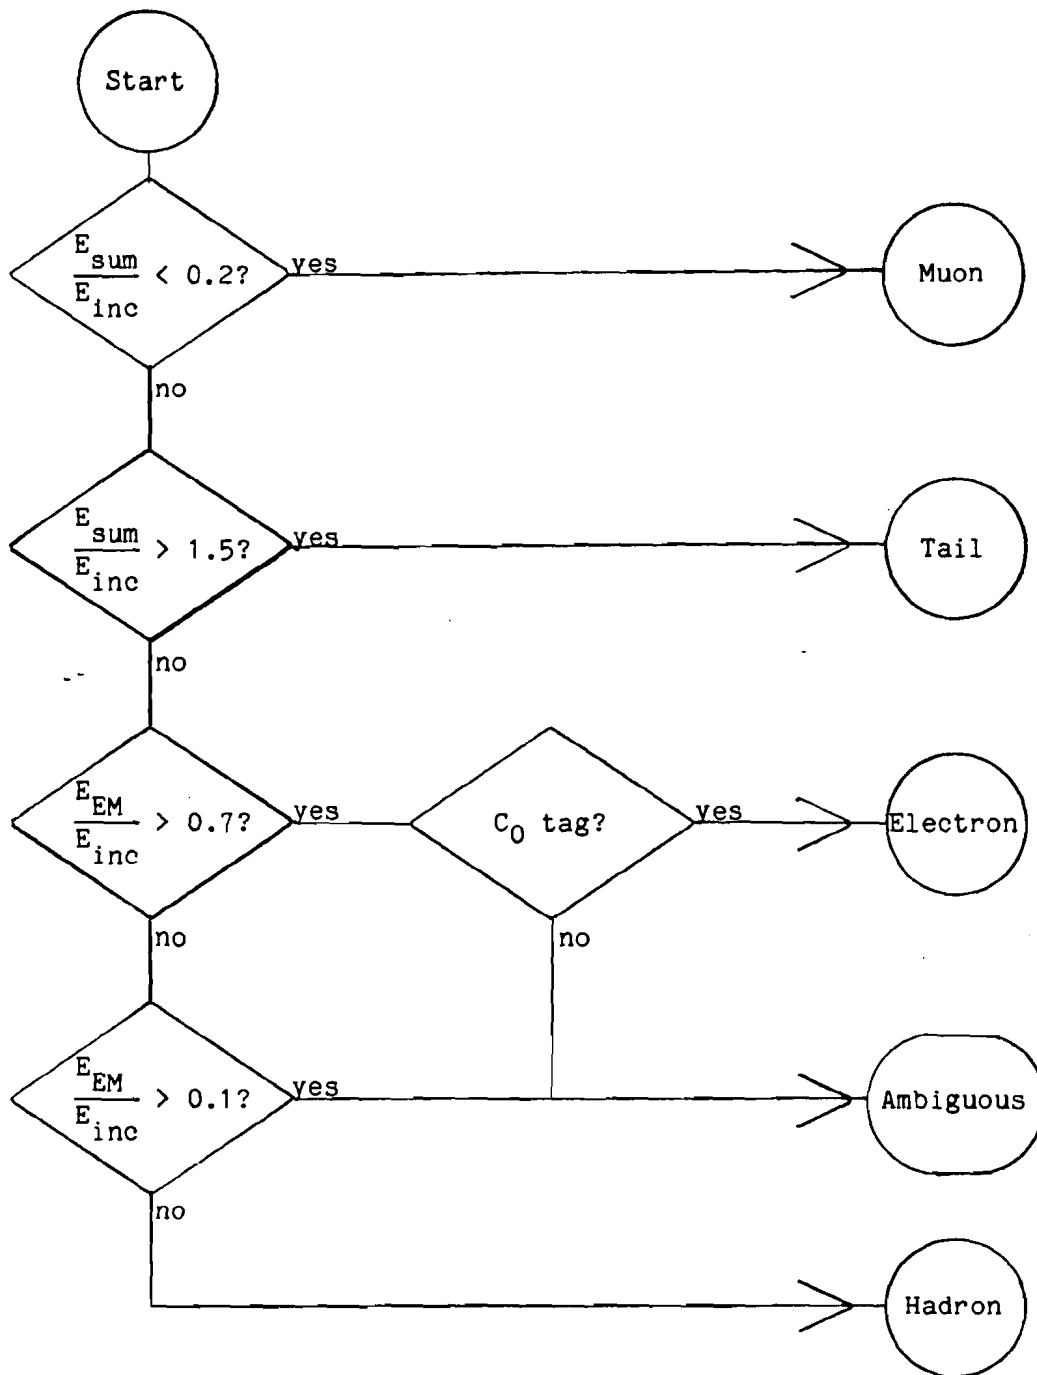 Start
E_sum / E_inc < 0.2?
yes
Muon
no
E_sum / E_inc > 1.5?
yes
Tail
no
E_EM / E_inc > 0.7?
yes
C_0 tag?
yes
Electron
no
no
E_EM / E_inc > 0.1?
yes
Ambiguous
no
Hadron